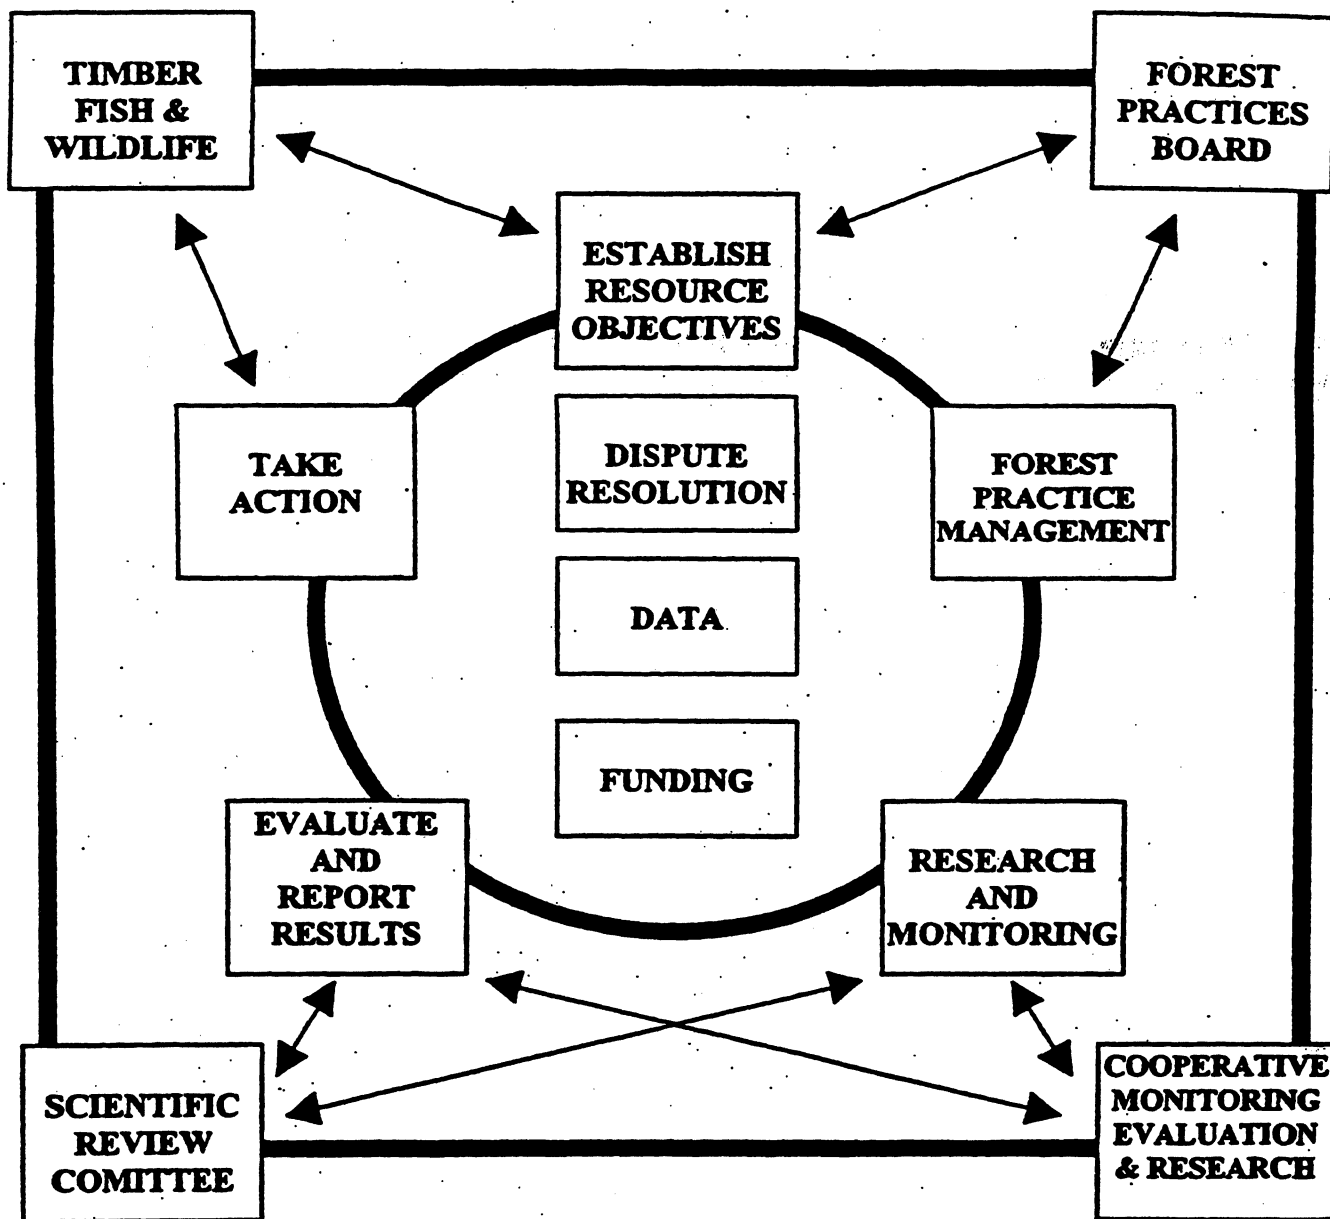 TIMBER
FISH &
WILDLIFE
FOREST
PRACTICES
BOARD
ESTABLISH
RESOURCE
OBJECTIVES
TAKE
ACTION
DISPUTE
RESOLUTION
FOREST
PRACTICE
MANAGEMENT
DATA
FUNDING
EVALUATE
AND
REPORT
RESULTS
RESEARCH
AND
MONITORING
SCIENTIFIC
REVIEW
COMITTEE
COOPERATIVE
MONITORING
EVALUATION
& RESEARCH